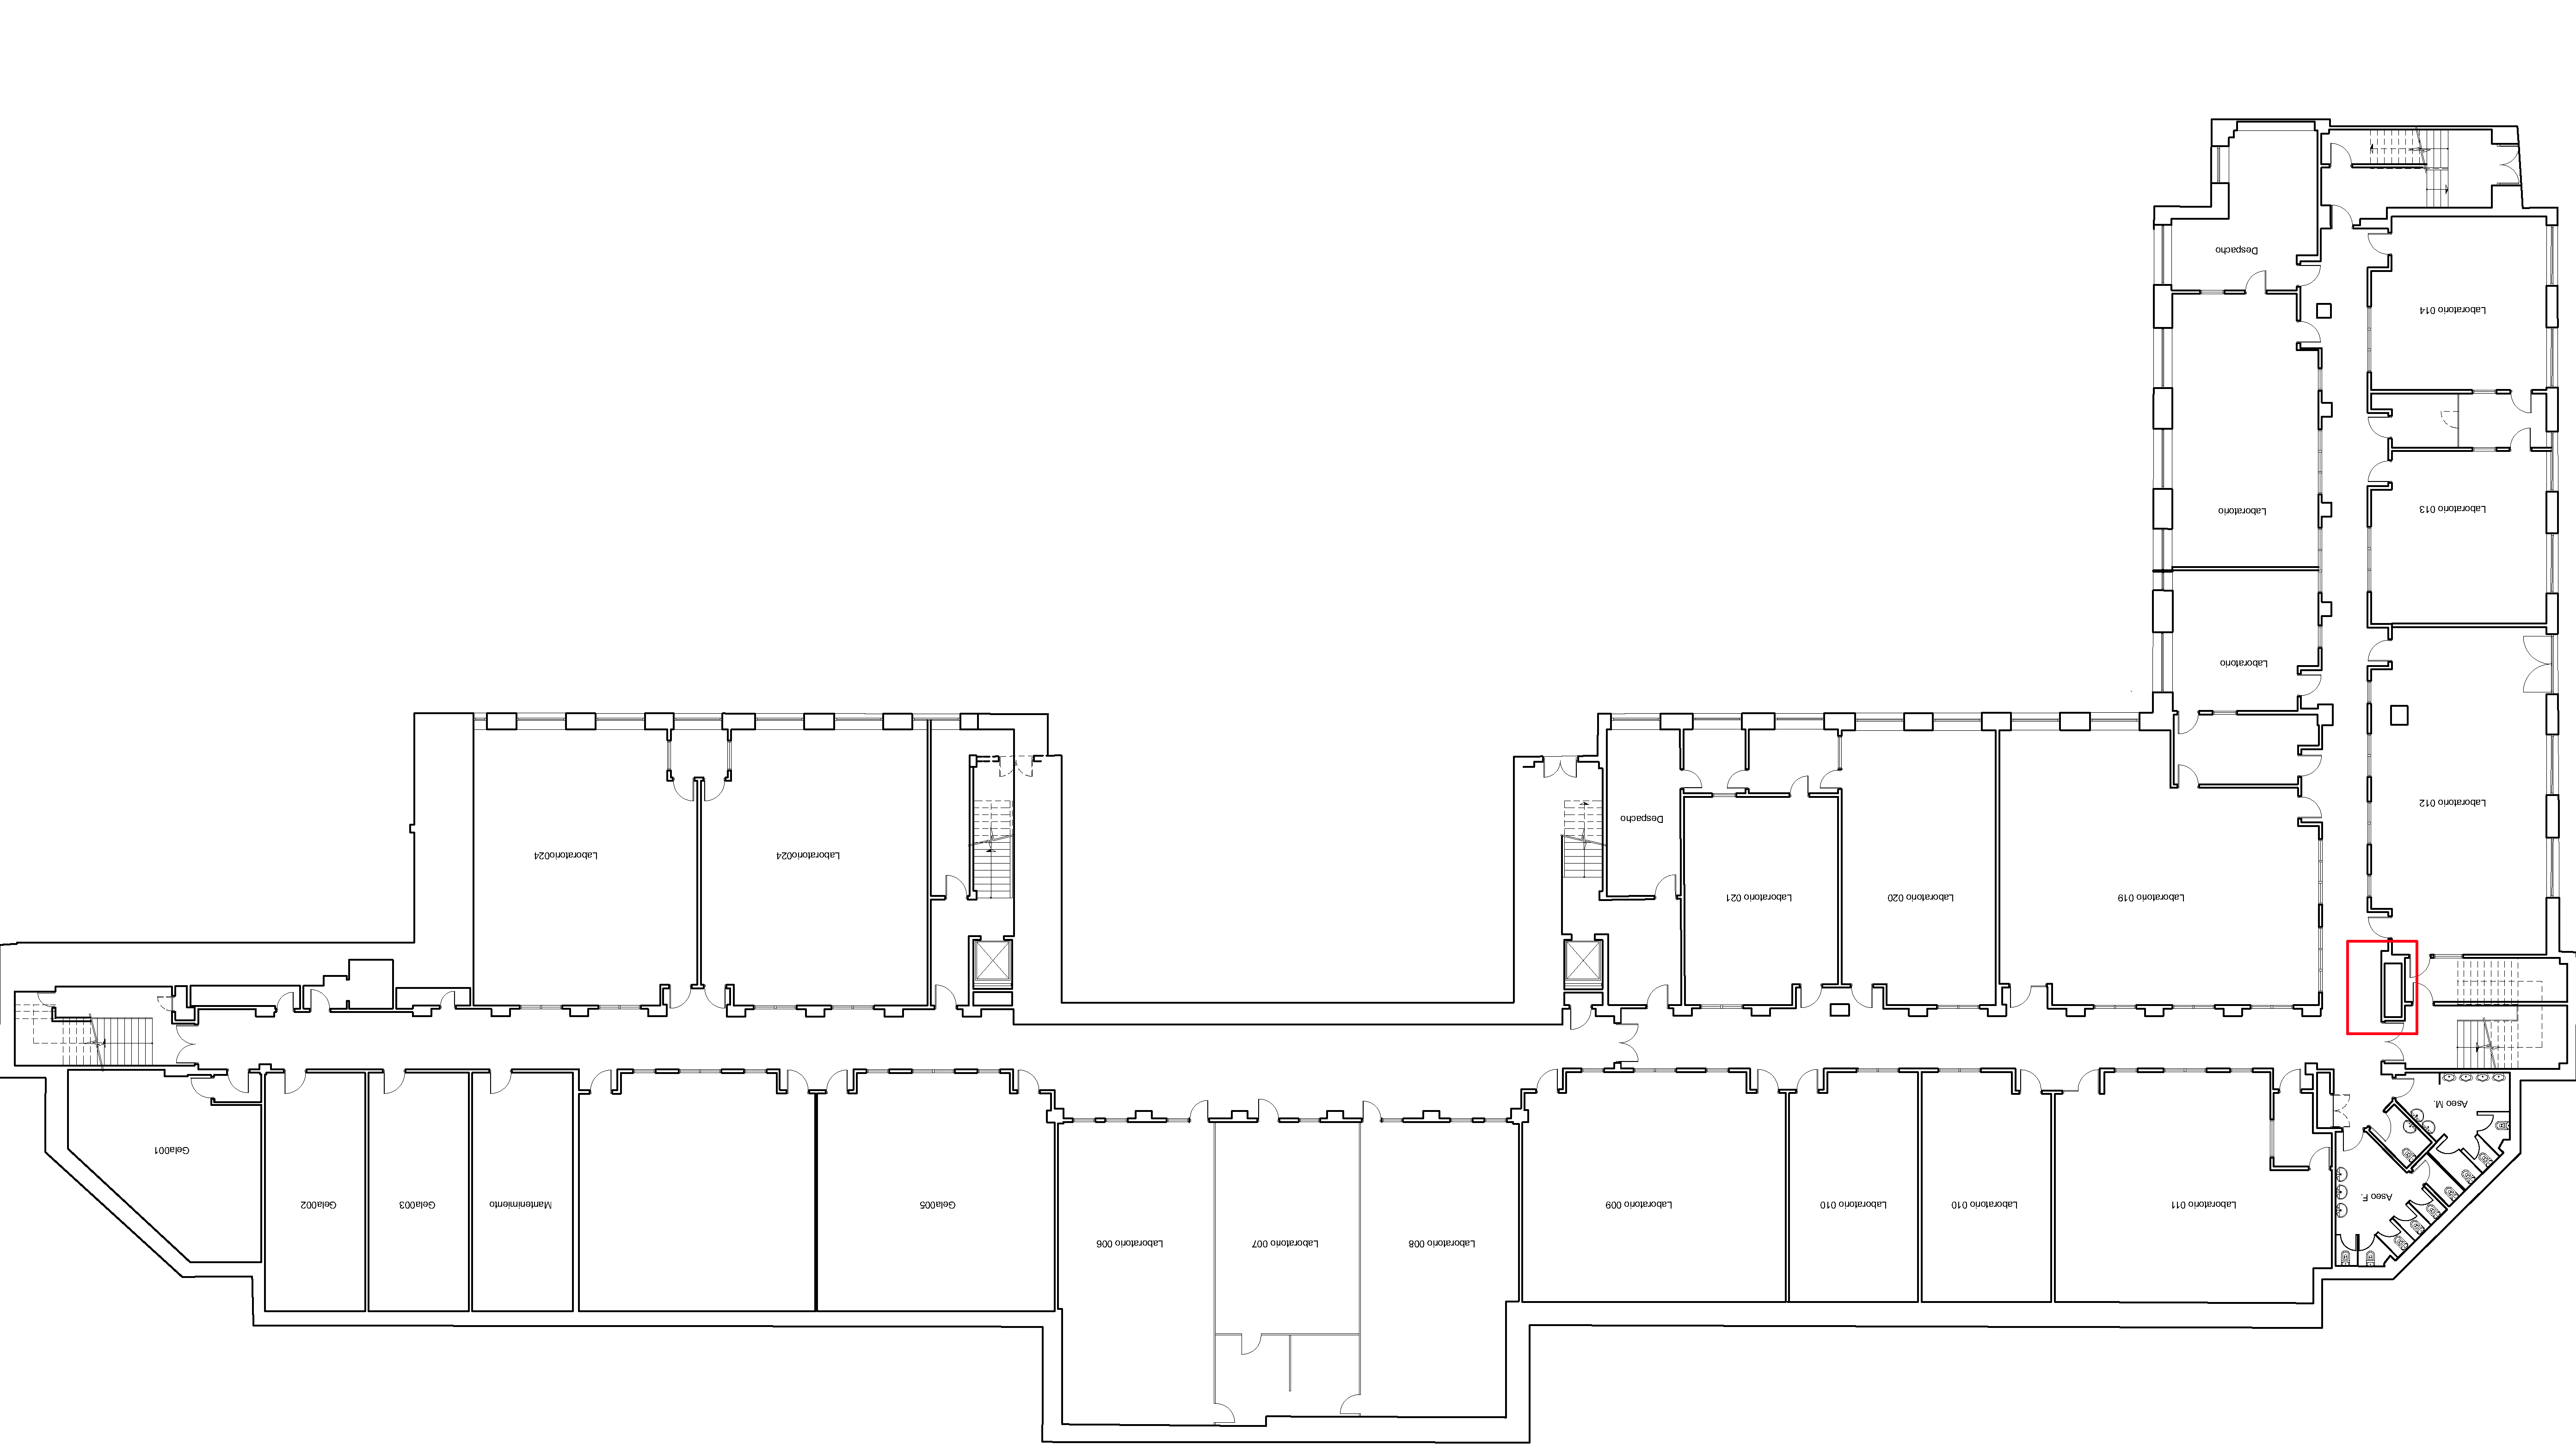 Despacho
Laboratorio 014
Laboratorio
Laboratorio 013
Laboratorio
Laboratorio 012
Despacho
Laboratorio024
Laboratorio024
Laboratorio 021
Laboratorio 020
Laboratorio 019
Aseo M.
Gela001
Aseo F.
Gela002
Gela003
Mantenimiento
Gela005
Laboratorio 009
Laboratorio 010
Laboratorio 010
Laboratorio 011
Laboratorio 006
Laboratorio 007
Laboratorio 008